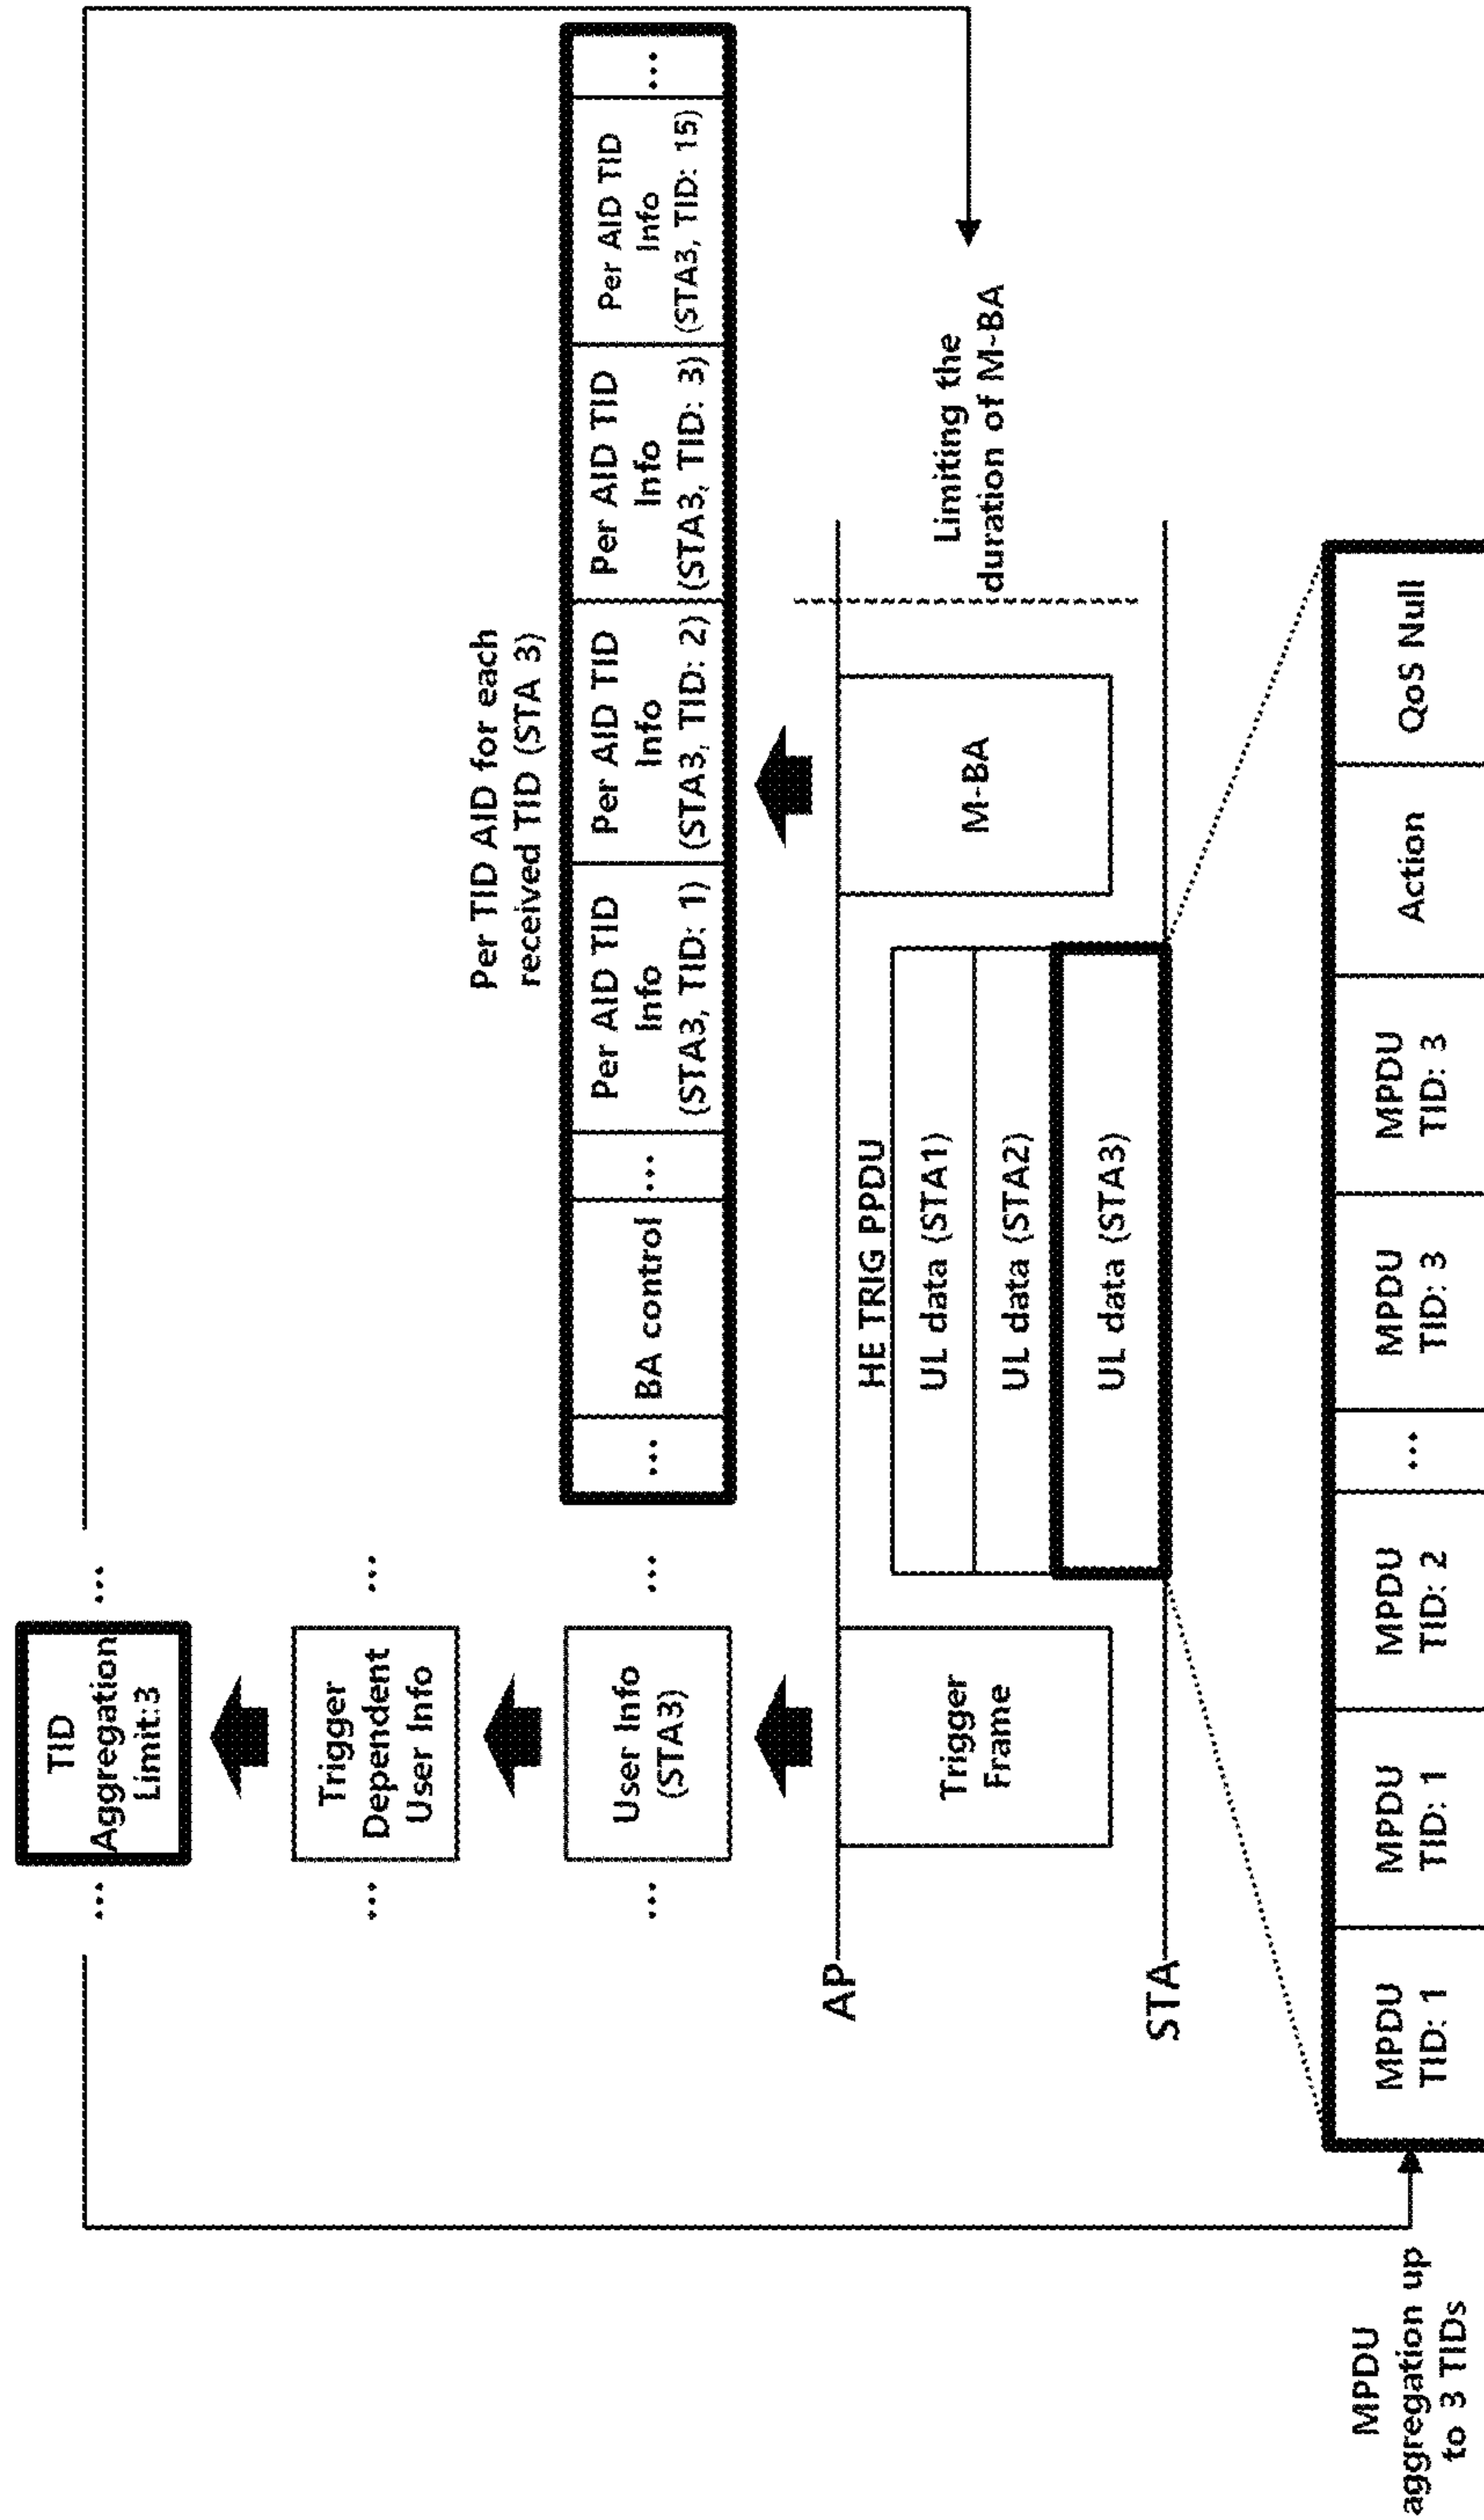 ... TID ...
Aggregation
Limit:3
... Trigger ...
Dependent
User Info
Per TID AID for each
received TID (STA 3)
... User Info ...
(STA3)
...
BA control
...
Per AID TID
Info
(STA3, TID: 1)
Per AID TID
Info
(STA3, TID: 2)
Per AID TID
Info
(STA3, TID: 3)
Per AID TID
Info
(STA3, TID: 15)
...
AP
Trigger
Frame
HE TRIG PPDU
UL data (STA1)
UL data (STA2)
UL data (STA3)
M-BA
Limiting the
duration of M-BA
STA
MPDU
aggregation up
to 3 TIDs
MPDU
TID: 1
MPDU
TID: 1
MPDU
TID: 2
...
MPDU
TID: 3
MPDU
TID: 3
Action
QoS Null